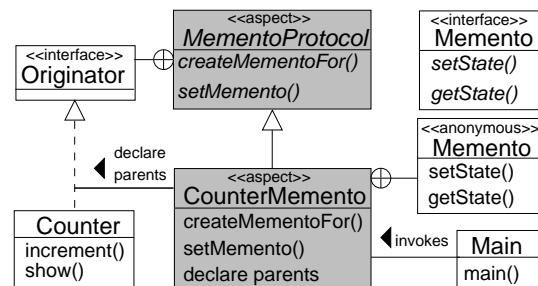 <<interface>>
Originator
<<aspect>>
MementoProtocol
createMementoFor()
setMemento()
<<interface>>
Memento
setState()
getState()
declare
parents
<<anonymous>>
Memento
setState()
getState()
<<aspect>>
CounterMemento
createMementoFor()
setMemento()
declare parents
Counter
increment()
show()
invokes
Main
main()